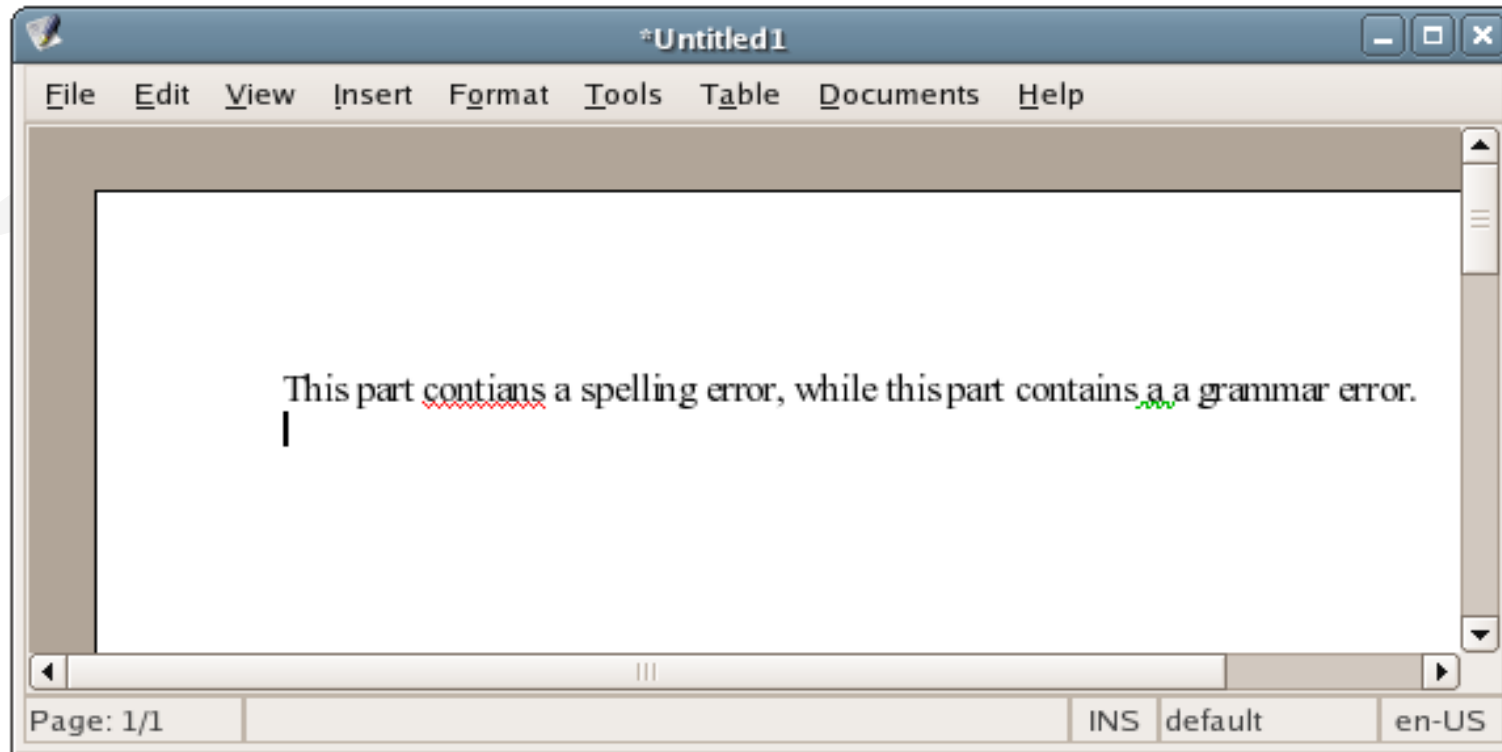 *Untitled1
File Edit View Insert Format Tools Table Documents Help
This part contians a spelling error, while this part contains a a grammar error.
Page: 1/1 INS default en-US